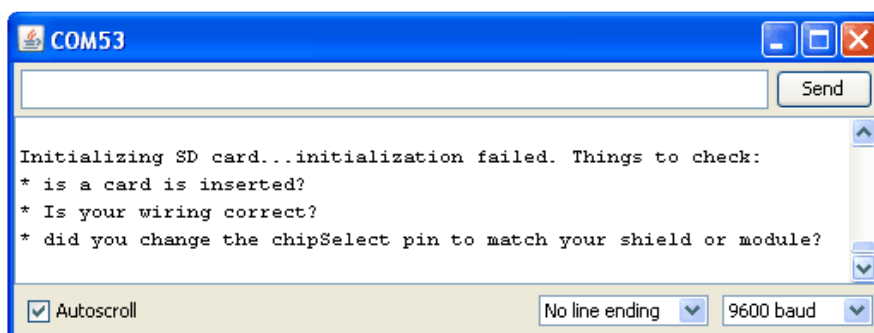 COM53
Send
Initializing SD card...initialization failed. Things to check:
* is a card is inserted?
* Is your wiring correct?
* did you change the chipSelect pin to match your shield or module?
Autoscroll
No line ending
9600 baud